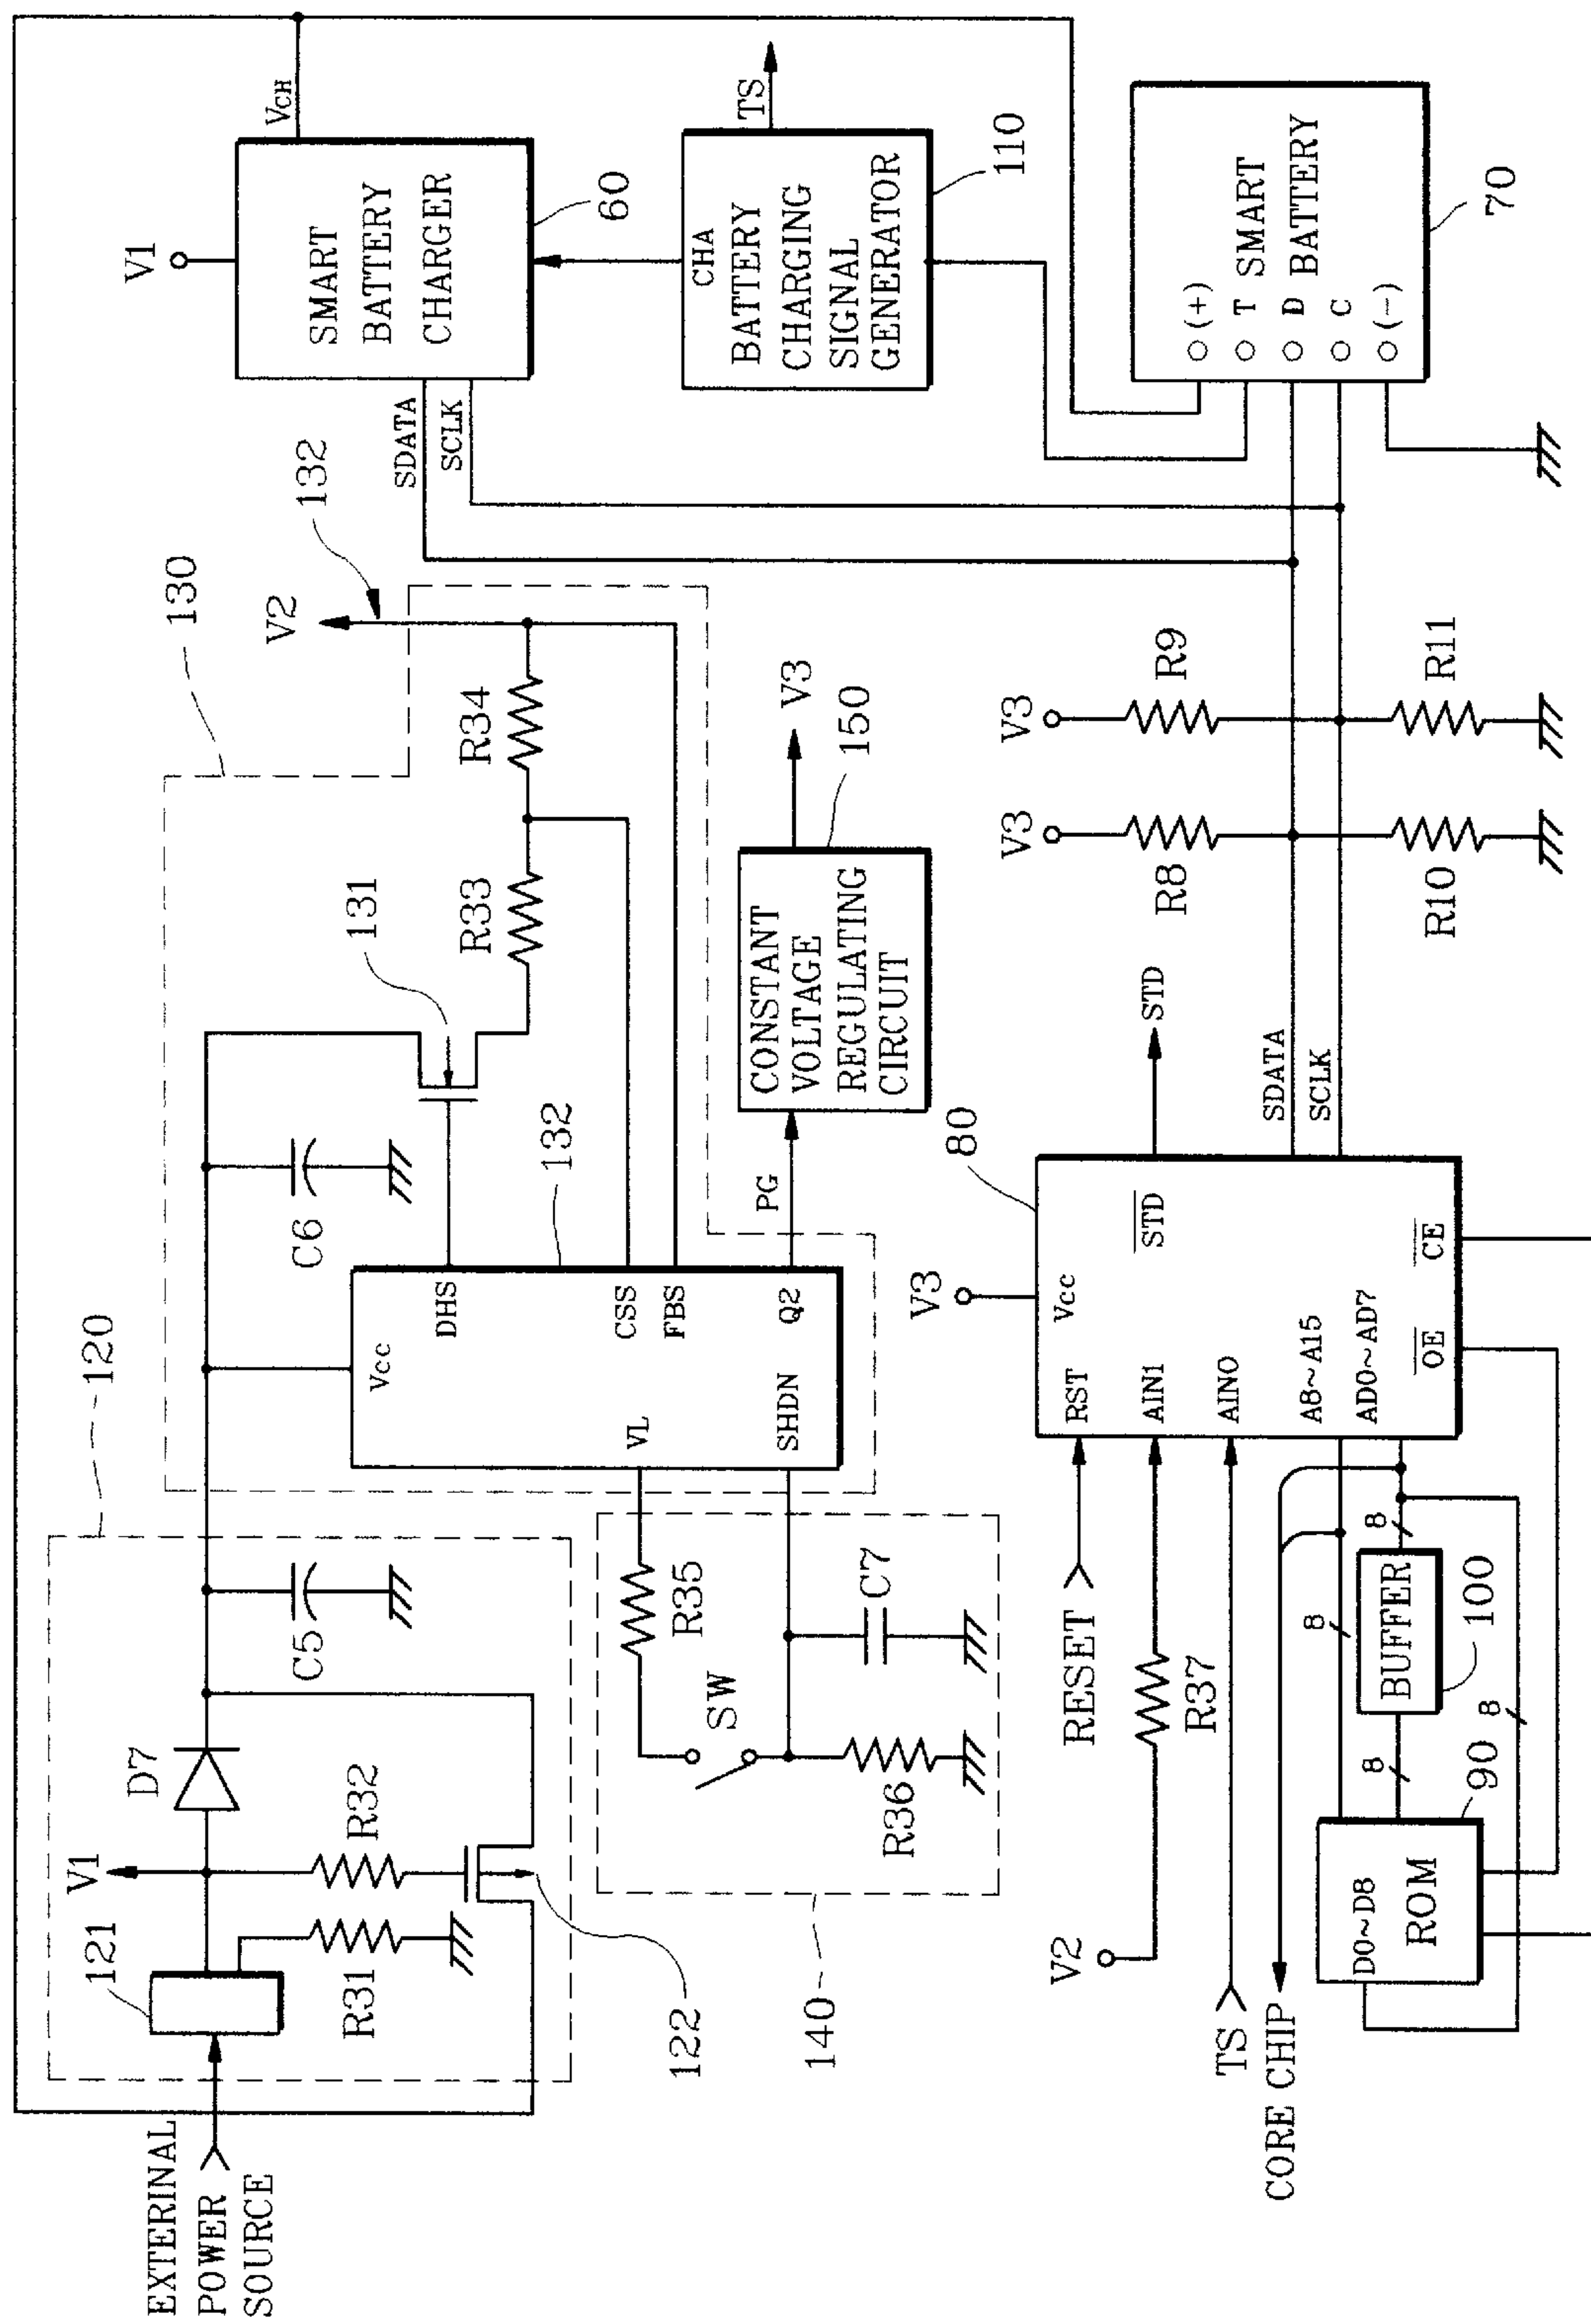 EXTERINAL
POWER
SOURCE
121
V1
D7
R31
R32
122
C5
120
130
C6
Vcc
DHS
CSS
FBS
Q2
VL
SHDN
132
131
R33
R34
V2
132
PG
CONSTANT
VOLTAGE
REGULATING
CIRCUIT
150
V3
R35
SW
C7
R36
140
V1
SMART
BATTERY
CHARGER
60
VCH
SDATA
SCLK
CHA
BATTERY
CHARGING
SIGNAL
GENERATOR
110
TS
(+)
T
D
C
(-)
SMART
BATTERY
70
V3
R8
R10
V3
R9
R11
SDATA
SCLK
STD
80
V3
Vcc
STD
RST
AIN1
AIN0
A8~A15
AD0~AD7
OE
CE
RESET
V2
R37
TS
CORE CHIP
8
8
BUFFER
100
8
8
90
D0~D8
ROM